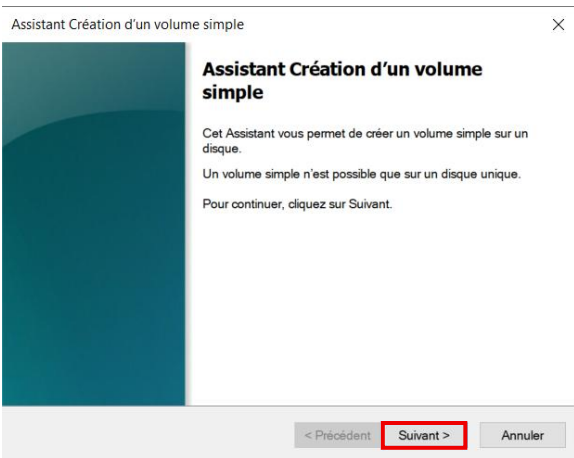 Assistant Création d'un volume simple
Assistant Création d'un volume
simple
Cet Assistant vous permet de créer un volume simple sur un
disque.
Un volume simple n'est possible que sur un disque unique.
Pour continuer, cliquez sur Suivant.
< Précédent Suivant > Annuler